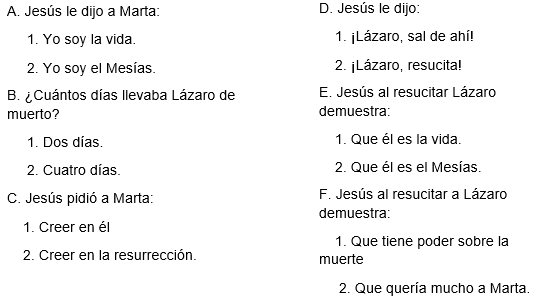 A. Jesús le dijo a Marta:
1. Yo soy la vida.
2. Yo soy el Mesías.
B. ¿Cuántos días llevaba Lázaro de
muerto?
1. Dos días.
2. Cuatro días.
C. Jesús pidió a Marta:
1. Creer en él
2. Creer en la resurrección.
D. Jesús le dijo:
1. ¡Lázaro, sal de ahí!
2. ¡Lázaro, resucita!
E. Jesús al resucitar Lázaro
demuestra:
1. Que él es la vida.
2. Que él es el Mesías.
F. Jesús al resucitar a Lázaro
demuestra:
1. Que tiene poder sobre la
muerte
2. Que quería mucho a Marta.